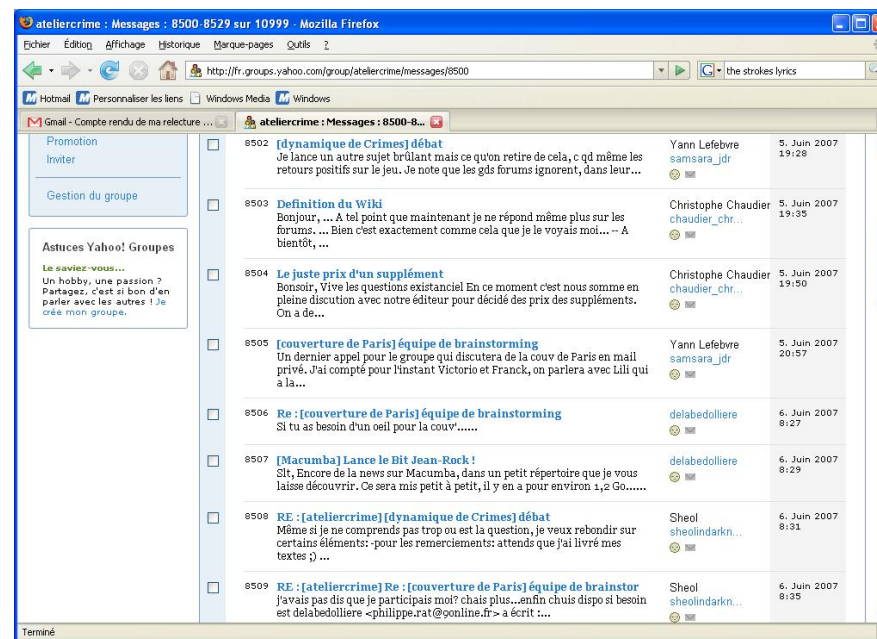 ateliercrime : Messages : 8500-8529 sur 10999 - Mozilla Firefox
Fichier Édition Affichage Historique Marque-pages Outils ?
http://fr.groups.yahoo.com/group/ateliercrime/messages/8500
the strokes lyrics
Hotmail Personnaliser les liens Windows Media Windows
Gmail - Compte rendu de ma relecture ...
ateliercrime : Messages : 8500-8...
Promotion
Inviter
Gestion du groupe
Astuces Yahoo! Groupes
Le saviez-vous...
Un hobby, une passion ?
Partagez, c'est si bon d'en
parler avec les autres ! Je
crée mon groupe.
8502 [dynamique de Crimes] débat
Je lance un autre sujet brûlant mais ce qu'on retire de cela, c qd même les
retours positifs sur le jeu. Je note que les gds forums ignorent, dans leur...
Yann Lefebvre
samsara_jdr
5. Juin 2007
19:28
8503 Definition du Wiki
Bonjour, ... A tel point que maintenant je ne répond même plus sur les
forums. ... Bien c'est exactement comme cela que je le voyais moi... -- A
bientôt, ...
Christophe Chaudier
chaudier_chr...
5. Juin 2007
19:35
8504 Le juste prix d'un supplément
Bonsoir, Vive les questions existanciel En ce moment c'est nous somme en
pleine discution avec notre éditeur pour décidé des prix des suppléments.
On a de...
Christophe Chaudier
chaudier_chr...
5. Juin 2007
19:50
8505 [couverture de Paris] équipe de brainstorming
Un dernier appel pour le groupe qui discutera de la couv de Paris en mail
privé. J'ai compté pour l'instant Victorio et Franck, on parlera avec Lili qui
a la...
Yann Lefebvre
samsara_jdr
5. Juin 2007
20:57
8506 Re : [couverture de Paris] équipe de brainstorming
Si tu as besoin d'un oeil pour la couv'......
delabedolliere
6. Juin 2007
8:27
8507 [Macumba] Lance le Bit Jean-Rock !
Slt, Encore de la news sur Macumba, dans un petit répertoire que je vous
laisse découvrir. Ce sera mis petit à petit, il y en a pour environ 1,2 Go......
delabedolliere
6. Juin 2007
8:29
8508 RE : [ateliercrime] [dynamique de Crimes] débat
Même si je ne comprends pas trop ou est la question, je veux rebondir sur
certains éléments: -pour les remerciements: attends que j'ai livré mes
textes ;) ...
Sheol
sheolindarkn...
6. Juin 2007
8:31
8509 RE : [ateliercrime] Re : [couverture de Paris] équipe de brainstor
j'avais pas dis que je participais moi? chais plus...enfin chuis dispo si besoin
est delabedolliere <philippe.rat@9online.fr> a écrit :...
Sheol
sheolindarkn...
6. Juin 2007
8:35
Terminé